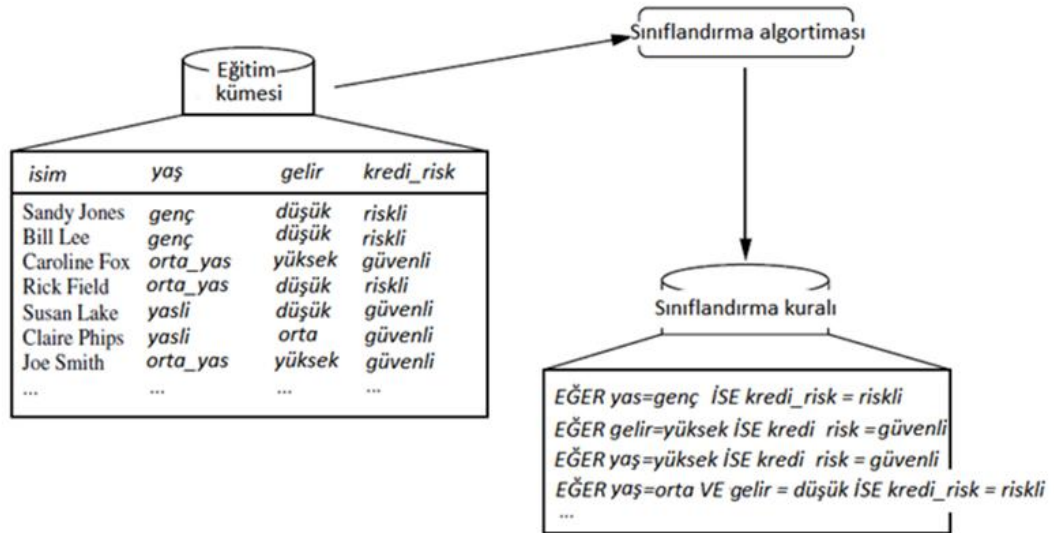 Sınıflandırma algortiması
Eğitim
kümesi
isim yaş gelir kredi_risk
Sandy Jones genç düşük riskli
Bill Lee genç düşük riskli
Caroline Fox orta_yas yüksek güvenli
Rick Field orta_yas düşük riskli
Susan Lake yasli düşük güvenli
Claire Phips yasli orta güvenli
Joe Smith orta_yas yüksek güvenli
... ... ... ...
Sınıflandırma kuralı
EĞER yas=genç İSE kredi_risk = riskli
EĞER gelir=yüksek İSE kredi risk = güvenli
EĞER yaş=yüksek İSE kredi risk = güvenli
EĞER yaş=orta VE gelir = düşük İSE kredi_risk = riskli
...